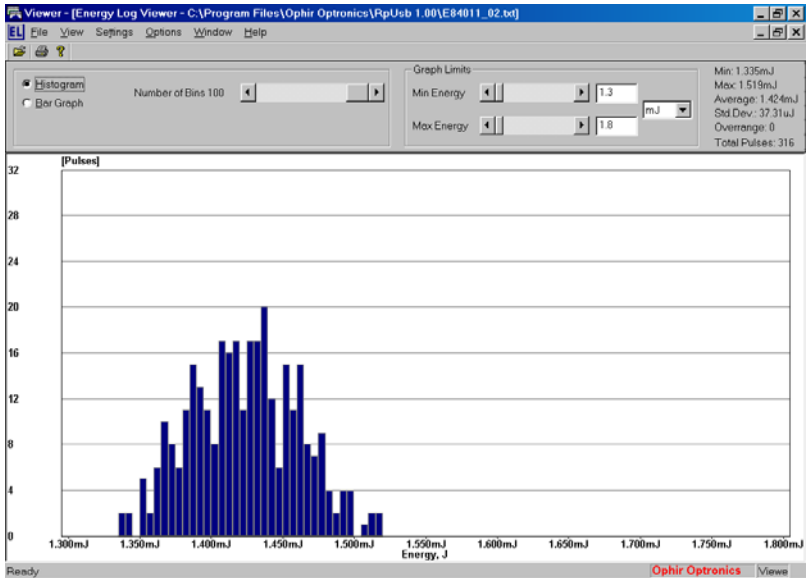 Viewer - [Energy Log Viewer - C:\Program Files\Ophir Optronics\RpUsb 1.00\E84011_02.txt]
EL File View Settings Options Window Help
Histogram
Bar Graph
Number of Bins 100
Graph Limits
Min Energy 1.3
Max Energy 1.8
mJ
Min: 1.335mJ
Max: 1.519mJ
Average: 1.424mJ
Std.Dev.: 37.31uJ
Overrange: 0
Total Pulses: 316
[Pulses]
32
28
24
20
16
12
8
4
0
1.300mJ 1.350mJ 1.400mJ 1.450mJ 1.500mJ 1.550mJ 1.600mJ 1.650mJ 1.700mJ 1.750mJ 1.800mJ
Energy, J
Ready Ophir Optronics Viewe